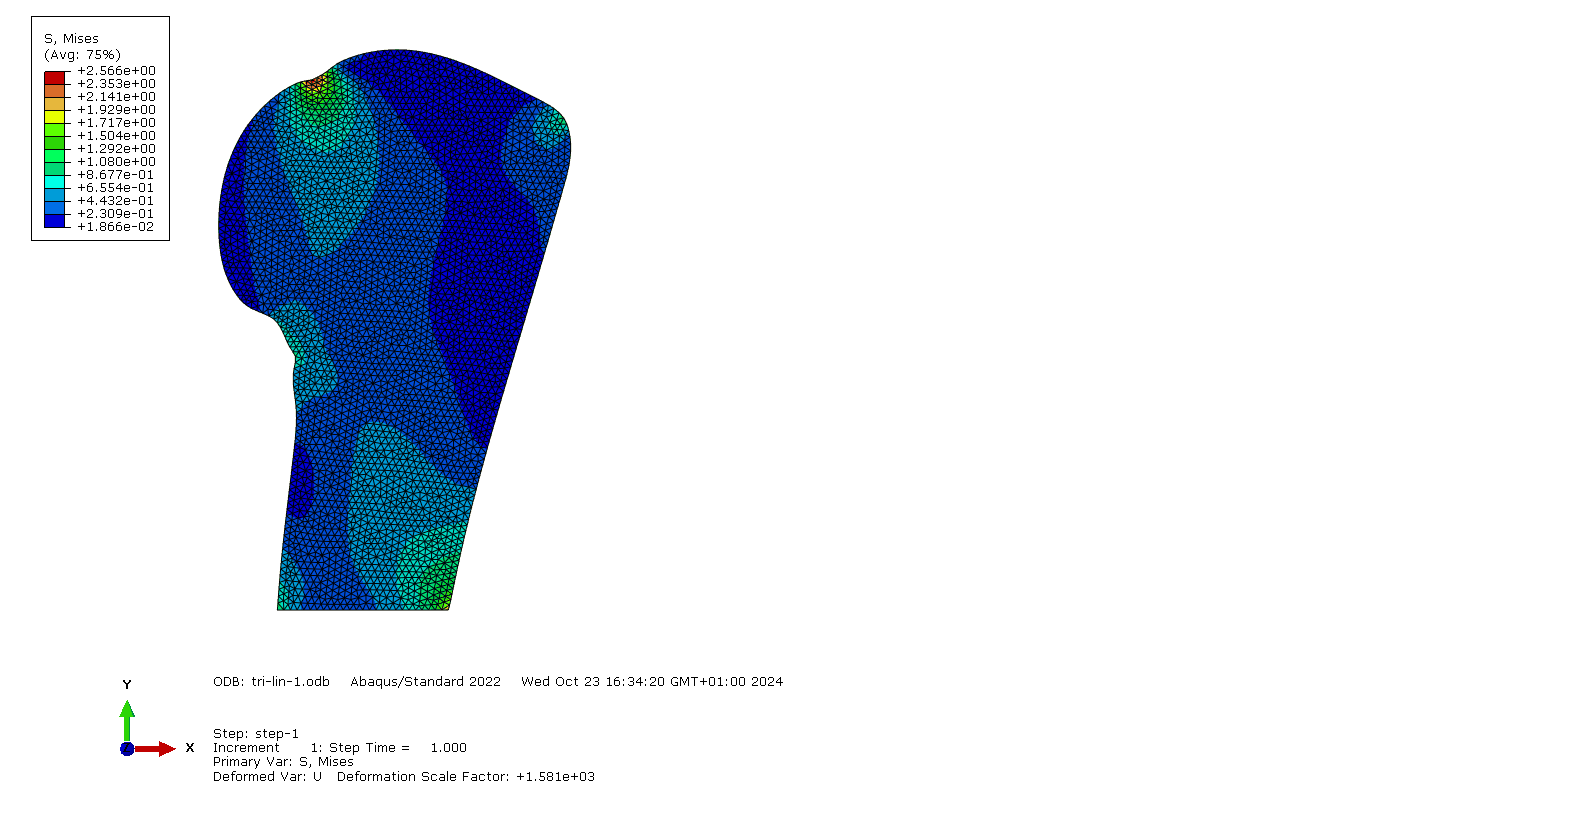 S, Mises
(Avg: 75%)
+2.566e+00
+2.353e+00
+2.141e+00
+1.929e+00
+1.717e+00
+1.504e+00
+1.292e+00
+1.080e+00
+8.677e-01
+6.554e-01
+4.432e-01
+2.309e-01
+1.866e-02
ODB: tri-lin-1.odb Abaqus/Standard 2022 Wed Oct 23 16:34:20 GMT+01:00 2024
Y
X
Step: step-1
Increment 1: Step Time = 1.000
Primary Var: S, Mises
Deformed Var: U Deformation Scale Factor: +1.581e+03